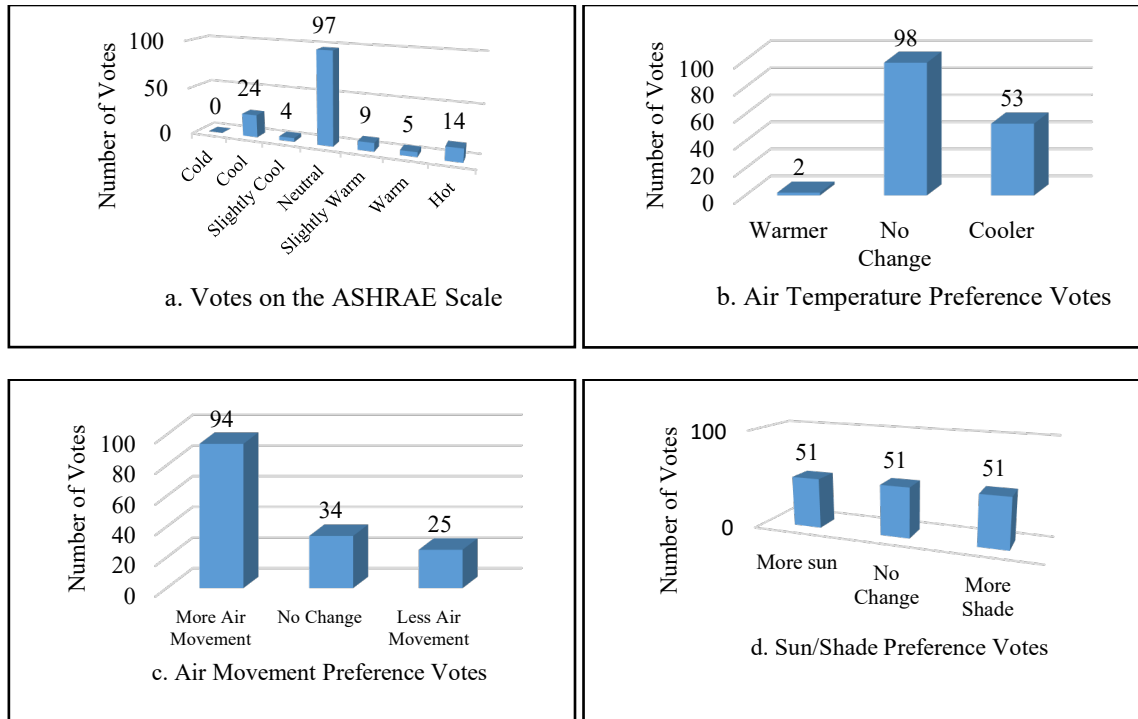 Number of Votes
100
50
0
0
24
4
97
9
5
14
Cold
Cool
Slightly Cool
Neutral
Slightly Warm
Warm
Hot
a. Votes on the ASHRAE Scale
Number of Votes
100
80
60
40
20
0
2
98
53
Warmer
No
Change
Cooler
b. Air Temperature Preference Votes
Number of Votes
100
80
60
40
20
0
94
34
25
More Air
Movement
No Change
Less Air
Movement
c. Air Movement Preference Votes
Number of Votes
100
0
51
51
51
More sun
No
Change
More
Shade
d. Sun/Shade Preference Votes